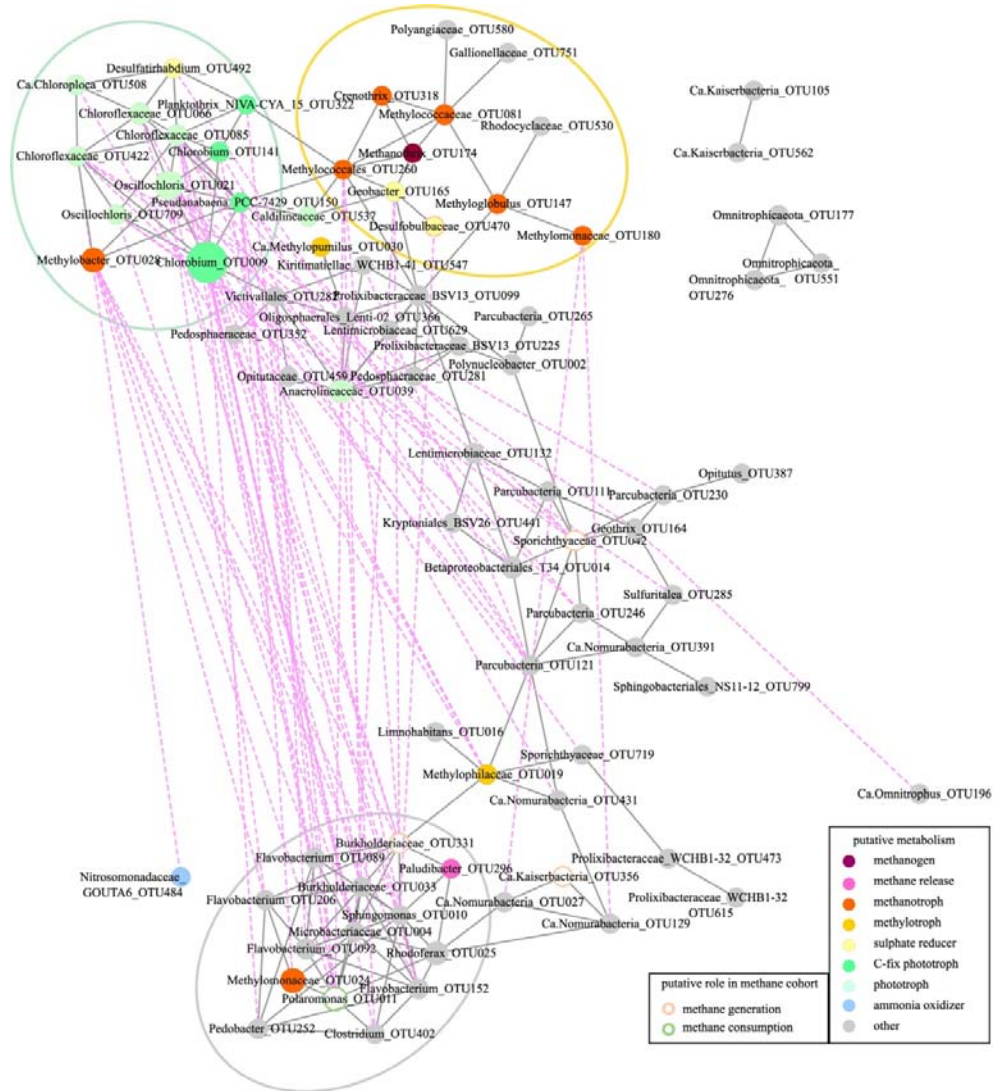 Polyangiaceae_OTU580
Gallionellaceae_OTU751
Desulfatirhabdium_OTU492
Ca.Chloroploca_OTU508
Crenothrix_OTU318
Ca.Kaiserbacteria_OTU105
Planktothrix_NIVA-CYA_15_OTU322
Chloroflexaceae_OTU066
Methylococcaceae_OTU081
Rhodocyclaceae_OTU530
Chloroflexaceae_OTU085
Chlorobium_OTU141
Methanothrix_OTU174
Ca.Kaiserbacteria_OTU562
Chloroflexaceae_OTU422
Methylococcales_OTU260
Oscillochloris_OTU021
Geobacter_OTU165
Pseudanabaena_PCC-7429_OTU150
Methyloglobulus_OTU147
Oscillochloris_OTU709
Caldilineaceae_OTU537
Desulfobulbaceae_OTU470
Omnitrophicaeota_OTU177
Methylomonaceae_OTU180
Ca.Methylopumilus_OTU030
Methylobacter_OTU028
Chlorobium_OTU009
Kiritimatiellae_WCHB1-41_OTU547
Omnitrophicacota_
OTU551
Omnitrophicaeota_
OTU276
Victivallales_OTU282
Prolixibacteraceae_BSV13_OTU099
Oligosphaerales_Lenti-02_OTU366
Parcubacteria_OTU265
Pedosphaeraceae_OTU352
Lentimicrobiaceae_OTU629
Prolixibacteraceae_BSV13_OTU225
Polynucleobacter_OTU002
Opitutaceae_OTU459
Pedosphaeraceae_OTU281
Anaerolineaceae_OTU039
Lentimicrobiaceae_OTU132
Opitutus_OTU387
Parcubacteria_OTU111
Parcubacteria_OTU230
Kryptoniales_BSV26_OTU441
Geothrix_OTU164
Sporichthyaceae_OTU042
Betaproteobacteriales_T34_OTU014
Sulfuritalea_OTU285
Parcubacteria_OTU246
Ca.Nomurabacteria_OTU391
Parcubacteria_OTU121
Sphingobacteriales_NS11-12_OTU799
Limnohabitans_OTU016
Sporichthyaceae_OTU719
Methylophilaceae_OTU019
Ca.Nomurabacteria_OTU431
Ca.Omnitrophus_OTU196
Burkholderiaceae_OTU331
Flavobacterium_OTU089
Paludibacter_OTU296
Prolixibacteraceae_WCHB1-32_OTU473
Nitrosomonadaceae_
GOUTA6_OTU484
Burkholderiaceae_OTU033
Ca.Kaiserbacteria_OTU356
Flavobacterium_OTU206
Ca.Nomurabacteria_OTU027
Prolixibacteraceae_WCHB1-32
OTU615
Sphingomonas_OTU010
Microbacteriaceae_OTU004
Ca.Nomurabacteria_OTU129
Flavobacterium_OTU092
Rhodoferax_OTU025
Methylomonaceae_OTU024
Flavobacterium_OTU152
Polaromonas_OTU011
Pedobacter_OTU252
Clostridium_OTU402
putative role in methane cohort
methane generation
methane consumption
putative metabolism
methanogen
methane release
methanotroph
methylotroph
sulphate reducer
C-fix phototroph
phototroph
ammonia oxidizer
other